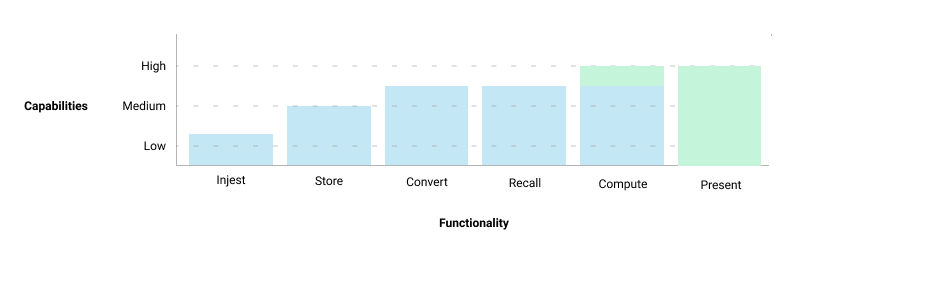 High
Capabilities
Medium
Low
Injest
Store
Convert
Recall
Compute
Present
Functionality